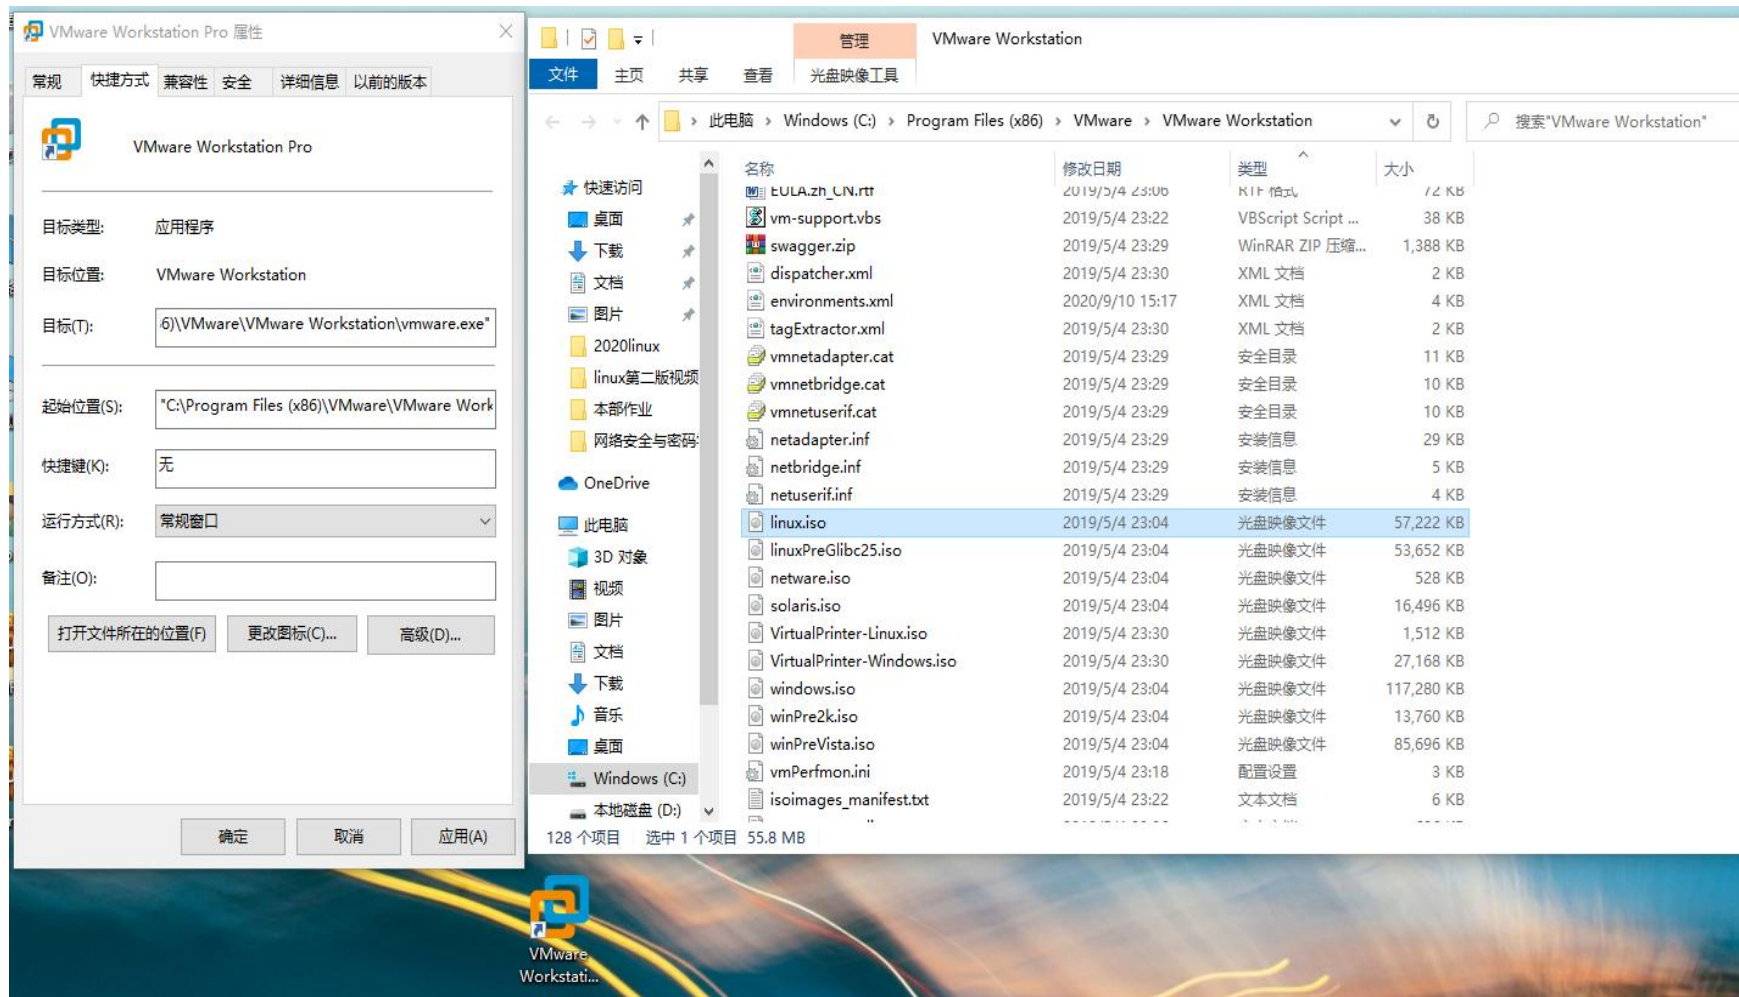 VMware Workstation Pro 属性
常规 快捷方式 兼容性 安全 详细信息 以前的版本
VMware Workstation Pro
目标类型: 应用程序
目标位置: VMware Workstation
目标(T): 6)\VMware\VMware Workstation\vmware.exe"
起始位置(S): "C:\Program Files (x86)\VMware\VMware Work
快捷键(K): 无
运行方式(R): 常规窗口
备注(O):
打开文件所在的位置(F) 更改图标(C)... 高级(D)...
确定 取消 应用(A)
管理 VMware Workstation
文件 主页 共享 查看 光盘映像工具
此电脑 › Windows (C:) › Program Files (x86) › VMware › VMware Workstation
搜索"VMware Workstation"
快速访问
桌面
下载
文档
图片
2020linux
linux第二版视频
本部作业
网络安全与密码
OneDrive
此电脑
3D 对象
视频
图片
文档
下载
音乐
桌面
Windows (C:)
本地磁盘 (D:)
名称 修改日期 类型 大小
EULA.zh_CN.rtf 2019/5/4 23:06 RTF 格式 72 KB
vm-support.vbs 2019/5/4 23:22 VBScript Script ... 38 KB
swagger.zip 2019/5/4 23:29 WinRAR ZIP 压缩... 1,388 KB
dispatcher.xml 2019/5/4 23:30 XML 文档 2 KB
environments.xml 2020/9/10 15:17 XML 文档 4 KB
tagExtractor.xml 2019/5/4 23:30 XML 文档 2 KB
vmnetadapter.cat 2019/5/4 23:29 安全目录 11 KB
vmnetbridge.cat 2019/5/4 23:29 安全目录 10 KB
vmnetuserif.cat 2019/5/4 23:29 安全目录 10 KB
netadapter.inf 2019/5/4 23:29 安装信息 29 KB
netbridge.inf 2019/5/4 23:29 安装信息 5 KB
netuserif.inf 2019/5/4 23:29 安装信息 4 KB
linux.iso 2019/5/4 23:04 光盘映像文件 57,222 KB
linuxPreGlibc25.iso 2019/5/4 23:04 光盘映像文件 53,652 KB
netware.iso 2019/5/4 23:04 光盘映像文件 528 KB
solaris.iso 2019/5/4 23:04 光盘映像文件 16,496 KB
VirtualPrinter-Linux.iso 2019/5/4 23:30 光盘映像文件 1,512 KB
VirtualPrinter-Windows.iso 2019/5/4 23:30 光盘映像文件 27,168 KB
windows.iso 2019/5/4 23:04 光盘映像文件 117,280 KB
winPre2k.iso 2019/5/4 23:04 光盘映像文件 13,760 KB
winPreVista.iso 2019/5/4 23:04 光盘映像文件 85,696 KB
vmPerfmon.ini 2019/5/4 23:18 配置设置 3 KB
isoimages_manifest.txt 2019/5/4 23:22 文本文档 6 KB
128 个项目 选中 1 个项目 55.8 MB
VMware
Workstati...